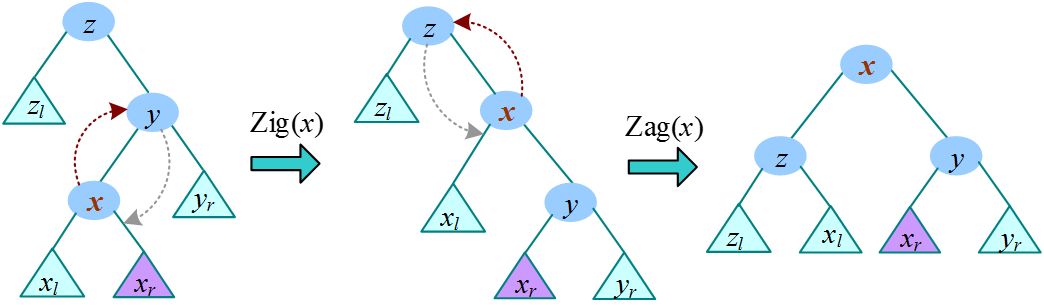 z
z_l
y
x
y_r
x_l
x_r
Zig(x)
z
z_l
x
x_l
y
x_r
y_r
Zag(x)
x
z
y
z_l
x_l
x_r
y_r